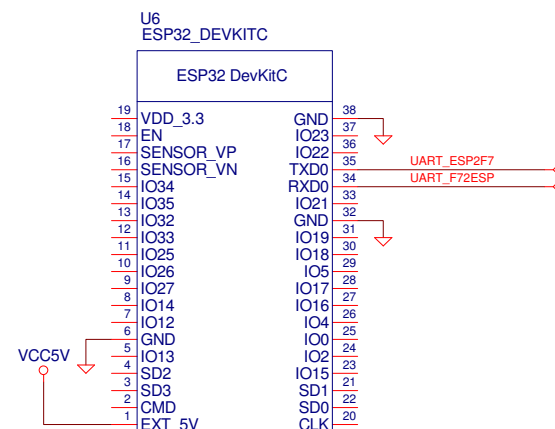 U6
ESP32_DEVKITC
ESP32 DevKitC
19 VDD_3.3 GND 38
18 EN IO23 37
17 SENSOR_VP IO22 36
16 SENSOR_VN TXD0 35 UART_ESP2F7
15 IO34 RXD0 34 UART_F72ESP
14 IO35 IO21 33
13 IO32 GND 32
12 IO33 IO19 31
11 IO25 IO18 30
10 IO26 IO5 29
9 IO27 IO17 28
8 IO14 IO16 27
7 IO12 IO4 26
6 GND IO0 25
VCC5V 5 IO13 IO2 24
4 SD2 IO15 23
3 SD3 SD1 21
2 CMD SD0 22
1 EXT_5V CLK 20